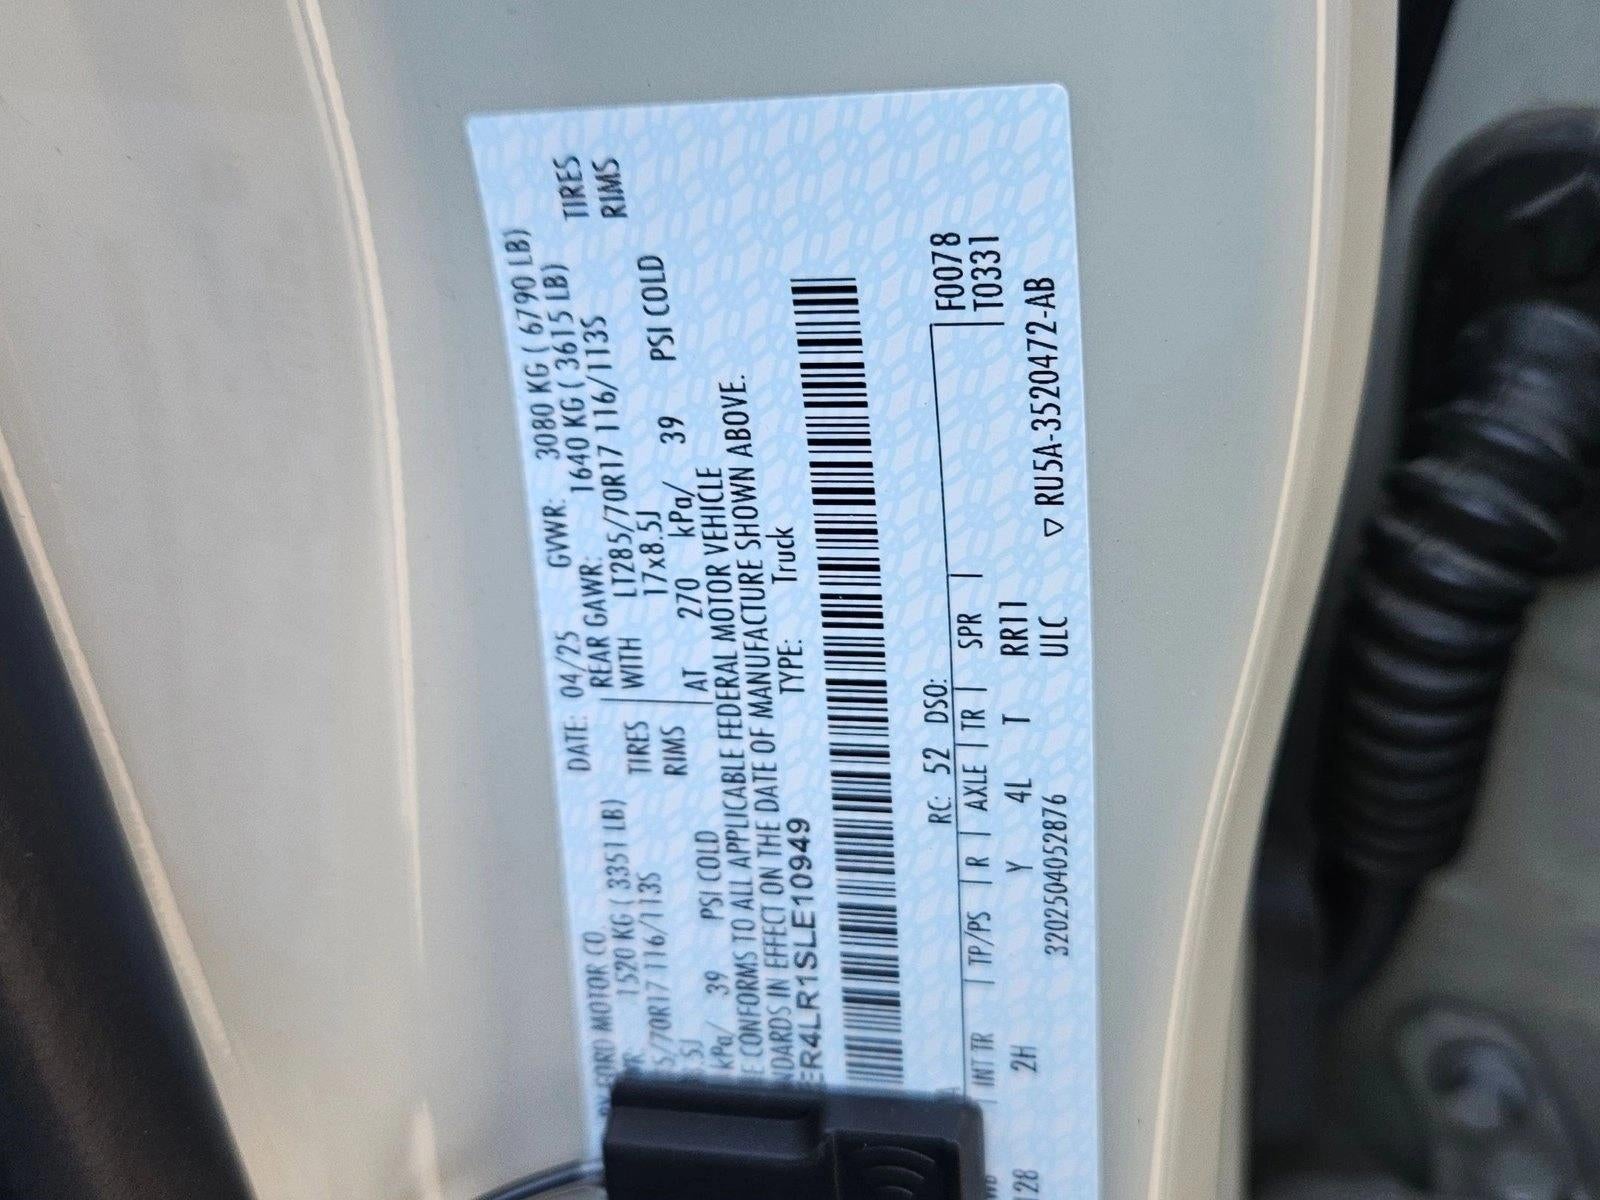 FORD MOTOR CO. DATE: 04/25 GVWR: 3080 KG ( 6790 LB)
1520 KG ( 3351 LB) REAR GAWR: 1640 KG ( 3615 LB)
5/70R17 116/113S TIRES WITH LT285/70R17 116/113S TIRES
.5J RIMS 17x8.5J RIMS
kPa/ 39 PSI COLD AT 270 kPa/ 39 PSI COLD
E CONFORMS TO ALL APPLICABLE FEDERAL MOTOR VEHICLE
NDARDS IN EFFECT ON THE DATE OF MANUFACTURE SHOWN ABOVE.
ER4LR1SLE10949 TYPE: Truck
RC: 52 DSO: F0078
INT TR | TP/PS | R | AXLE | TR | SPR | T0331
128 2H Y 4L T RR11
3202504052876 ULC ▽ RU5A-3520472-AB